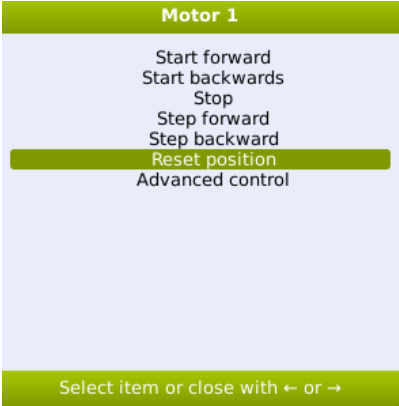 Motor 1
Start forward
Start backwards
Stop
Step forward
Step backward
Reset position
Advanced control
Select item or close with ← or →